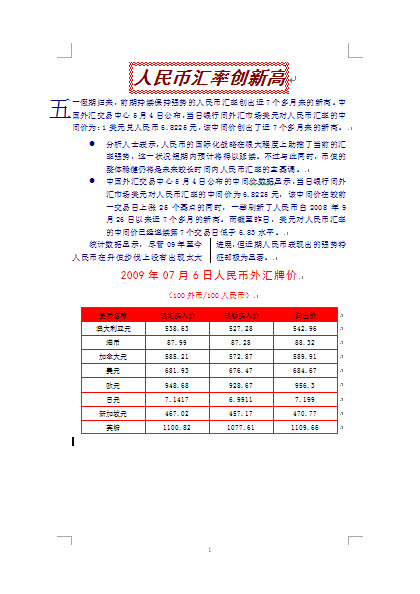 人民币汇率创新高
五一假期归来，前期持续保持强势的人民币汇率创出近7个多月来的新高。中
国外汇交易中心5月4日公布，当日银行间外汇市场美元对人民币汇率的中
间价为：1美元兑人民币6.8225元，该中间价创出了近7个多月来的新高。
● 分析人士表示，人民币的国际化战略在很大程度上助推了当前的汇
率强势，这一状况短期内预计将得以延续。不过与此同时，币值的
整体稳健仍将是未来较长时间内人民币汇率的主基调。
● 中国外汇交易中心5月4日公布的中间价数据显示，当日银行间外
汇市场美元对人民币汇率的中间价为6.8225元，该中间价在较前
一交易日上涨25个基点的同时，一举刷新了人民币自2008年9
月26日以来近7个多月的新高。而截至昨日，美元对人民币汇率
的中间价已经连续第7个交易日低于6.83水平。
统计数据显示，尽管09年至今
人民币在升值步伐上没有出现太大
进展，但近期人民币表现出的强势特
征却极为显著。
2009年07月6日人民币外汇牌价
（100外币/100人民币）
货币名称 现汇买入价 现钞买入价 卖出价
澳大利亚元 538.63 527.28 542.96
港币 87.99 87.28 88.32
加拿大元 585.21 572.87 589.91
美元 681.93 676.47 684.67
欧元 948.68 928.67 956.3
日元 7.1417 6.9911 7.199
新加坡元 467.02 457.17 470.77
英镑 1100.82 1077.61 1109.66
1